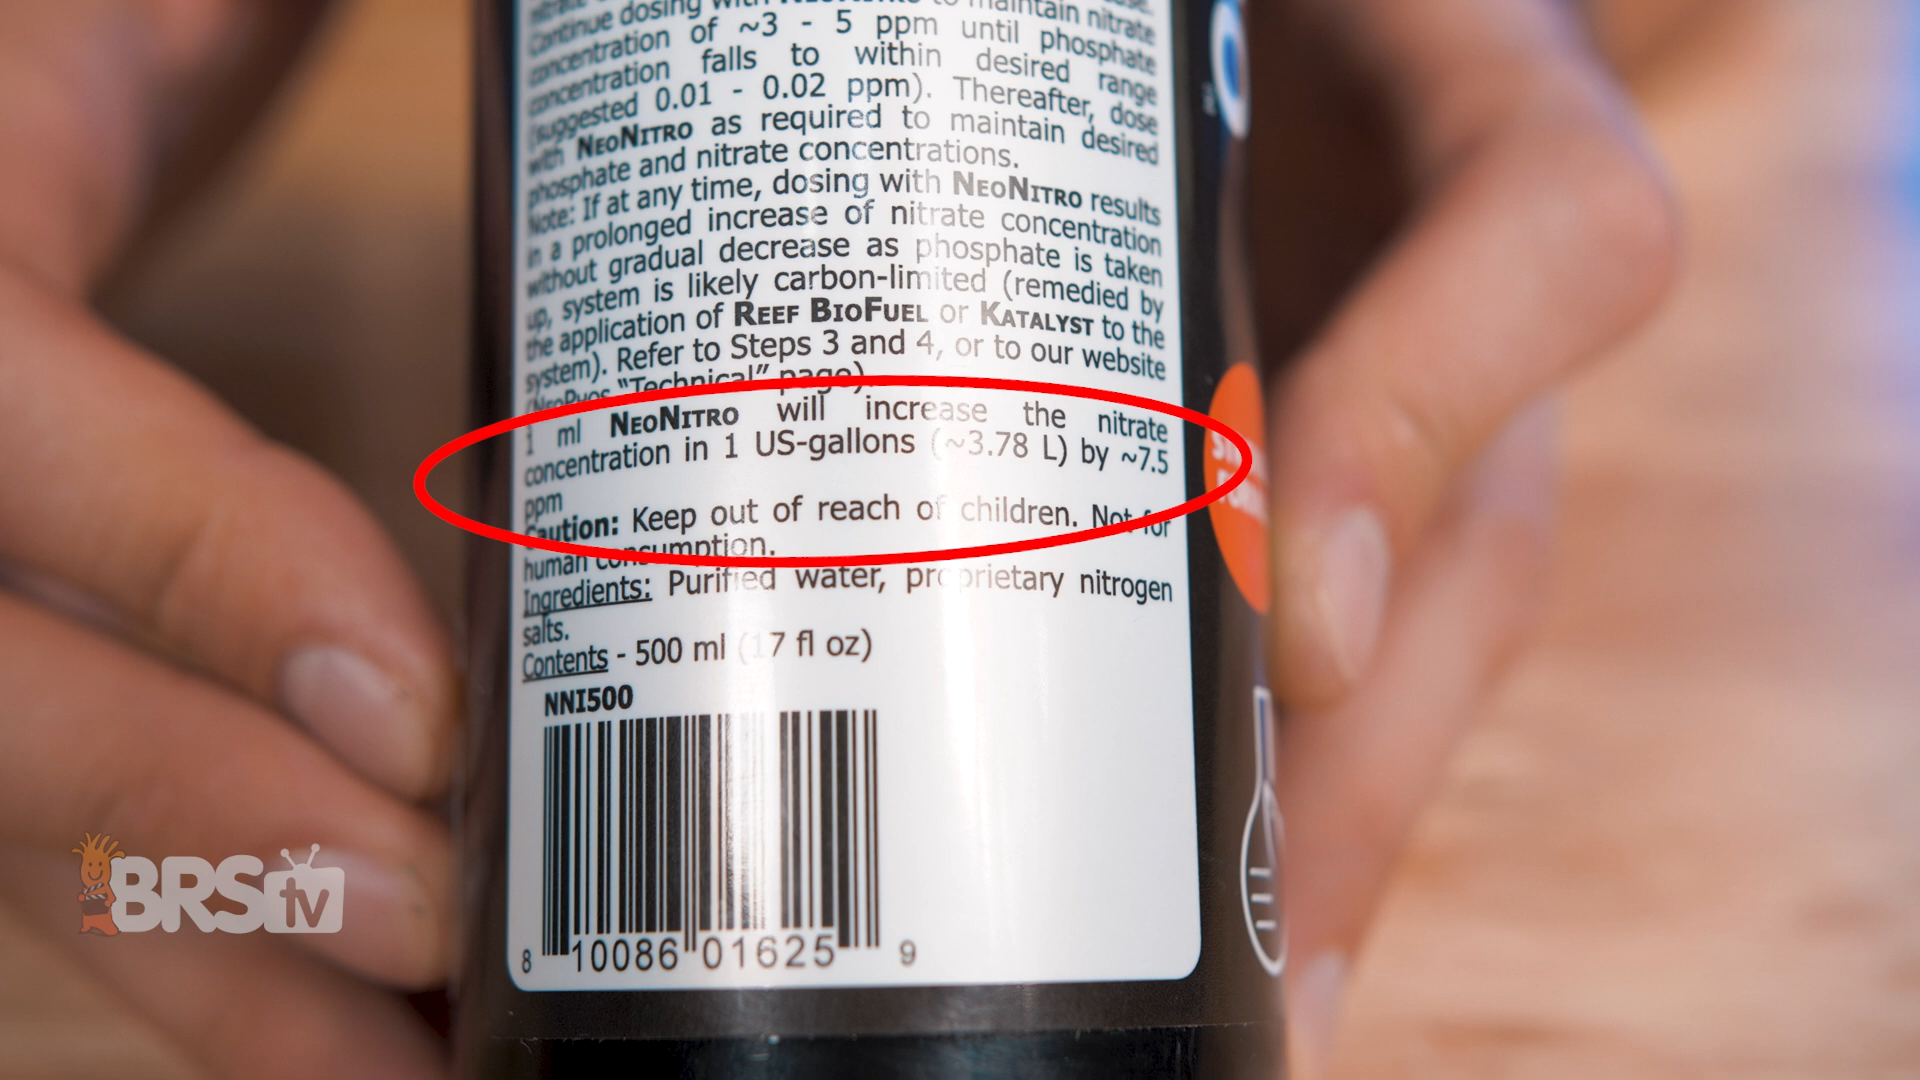 Continue dosing with NEONITRO to maintain nitrate
concentration of ~3 - 5 ppm until phosphate
concentration falls to within desired range
(suggested 0.01 - 0.02 ppm). Thereafter, dose
with NEONITRO as required to maintain desired
phosphate and nitrate concentrations.
Note: If at any time, dosing with NEONITRO results
in a prolonged increase of nitrate concentration
without gradual decrease as phosphate is taken
up, system is likely carbon-limited (remedied by
the application of REEF BIOFUEL or KATALYST to the
system). Refer to Steps 3 and 4, or to our website
(NEOPHOS "Technical" page).
1 ml NEONITRO will increase the nitrate
concentration in 1 US-gallons (~3.78 L) by ~7.5
ppm
Caution: Keep out of reach of children. Not for
human consumption.
Ingredients: Purified water, proprietary nitrogen
salts.
Contents - 500 ml (17 fl oz)
NNI500
8 10086 01625 9
BRStv